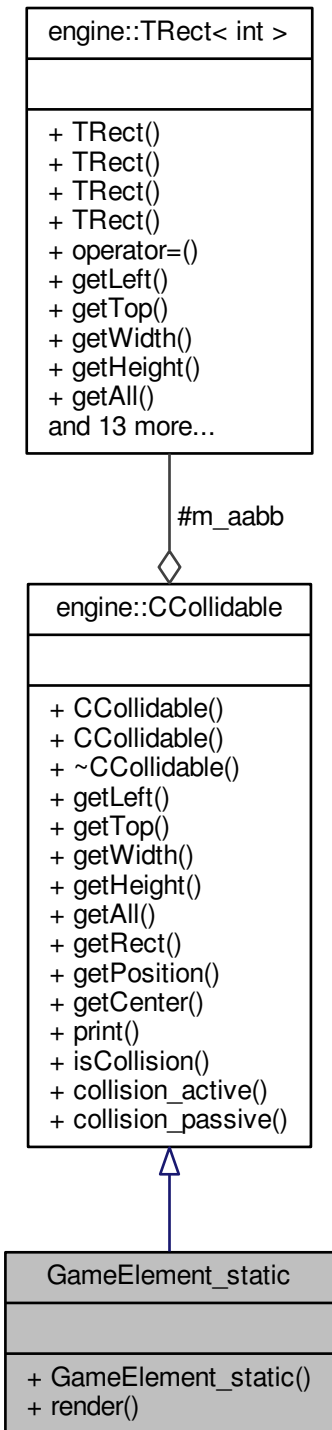 engine::TRect< int >
+ TRect()
+ TRect()
+ TRect()
+ TRect()
+ operator=()
+ getLeft()
+ getTop()
+ getWidth()
+ getHeight()
+ getAll()
and 13 more...
#m_aabb
engine::CCollidable
+ CCollidable()
+ CCollidable()
+ ~CCollidable()
+ getLeft()
+ getTop()
+ getWidth()
+ getHeight()
+ getAll()
+ getRect()
+ getPosition()
+ getCenter()
+ print()
+ isCollision()
+ collision_active()
+ collision_passive()
GameElement_static
+ GameElement_static()
+ render()